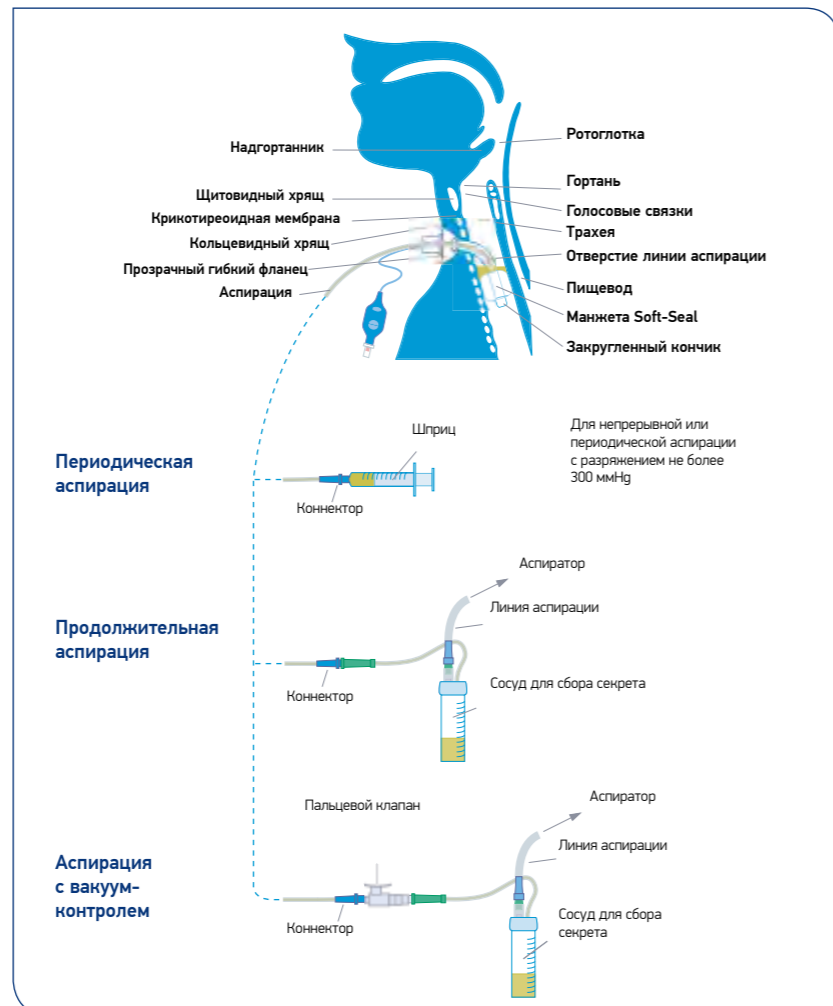 Надгортанник
Ротоглотка
Щитовидный хрящ
Гортань
Крикотиреоидная мембрана
Голосовые связки
Кольцевидный хрящ
Трахея
Прозрачный гибкий фланец
Отверстие линии аспирации
Аспирация
Пищевод
Манжета Soft-Seal
Закругленный кончик
Периодическая
аспирация
Шприц
Коннектор
Для непрерывной или
периодической аспирации
с разряжением не более
300 ммHg
Продолжительная
аспирация
Аспиратор
Линия аспирации
Коннектор
Сосуд для сбора секрета
Аспирация
с вакуум-
контролем
Пальцевой клапан
Аспиратор
Линия аспирации
Коннектор
Сосуд для сбора
секрета